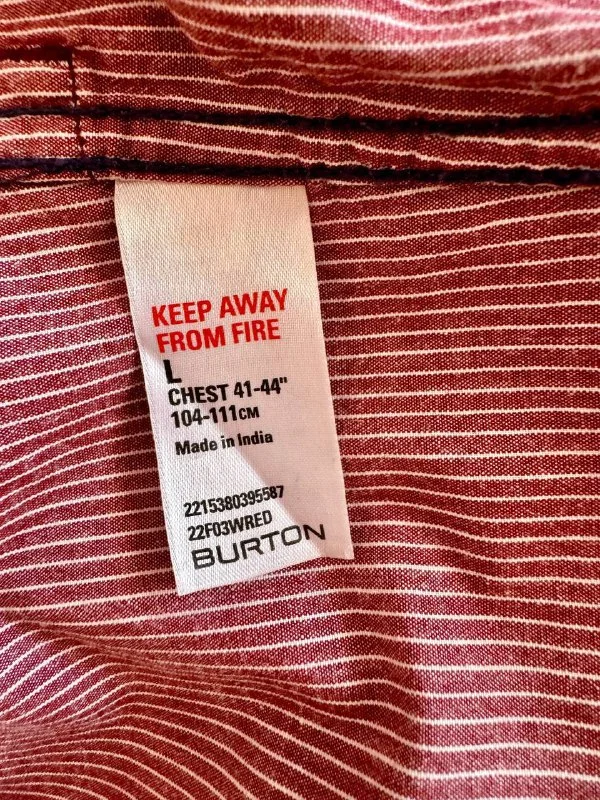 KEEP AWAY
FROM FIRE
L
CHEST 41-44"
104-111CM
Made in India
2215380395587
22F03WRED
BURTON